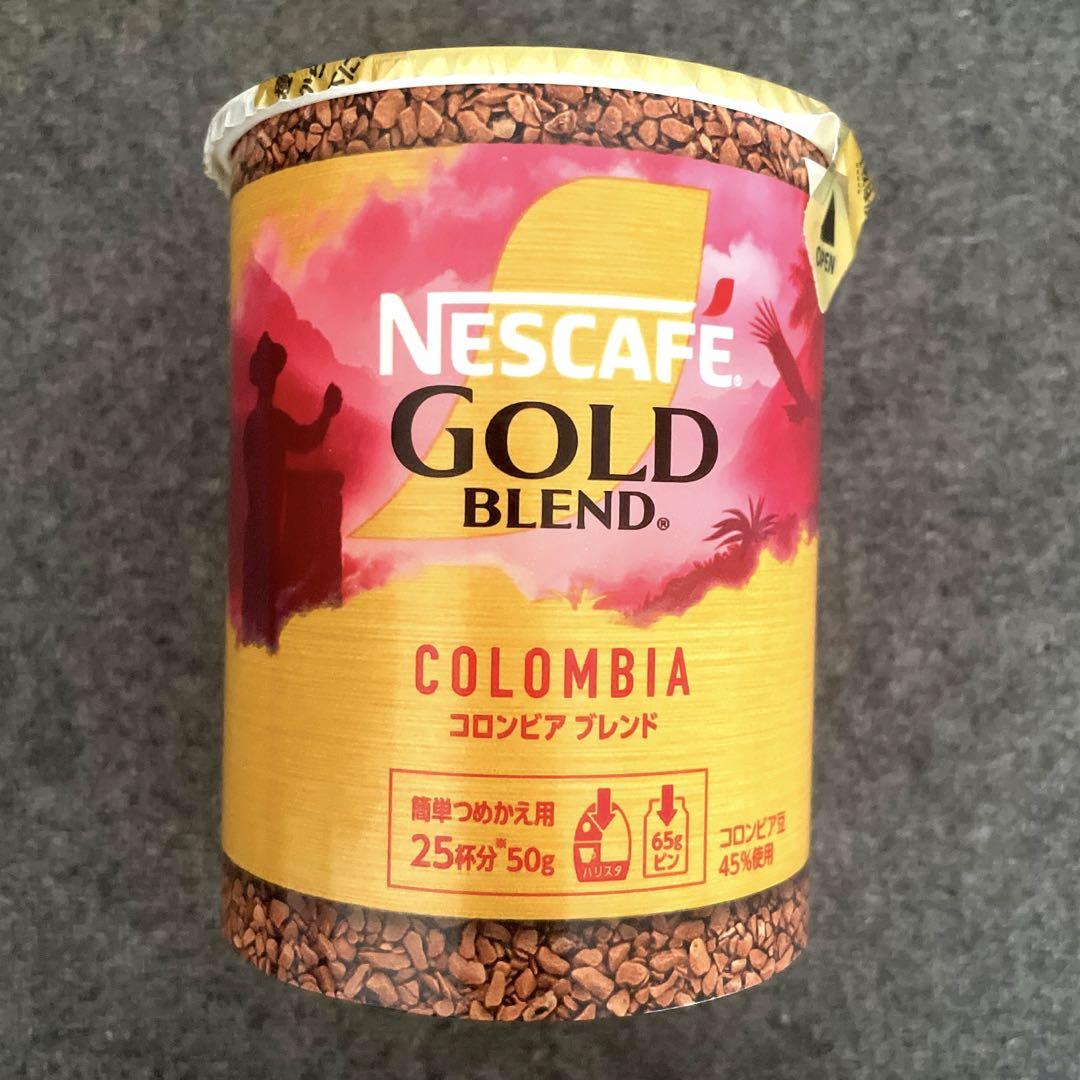 OPEN
NESCAFÉ®
GOLD
BLEND®
COLOMBIA
コロンビア ブレンド
簡単つめかえ用
25杯分※50g
バリスタ
65g
ビン
コロンビア豆
45%使用